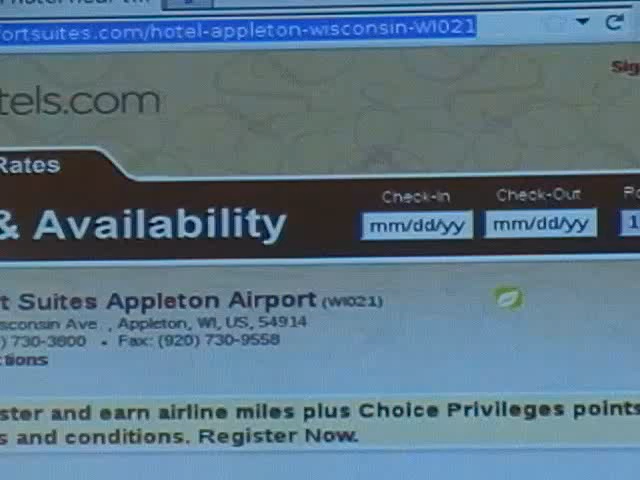 fortsuites.com/hotel-appleton-wisconsin-WI021
Sig
tels.com
Rates
Check-In Check-Out
& Availability mm/dd/yy mm/dd/yy 1
t Suites Appleton Airport (WI021)
sconsin Ave. , Appleton, WI, US, 54914
) 730-3800 • Fax: (920) 730-9558
ctions
ster and earn airline miles plus Choice Privileges points
s and conditions. Register Now.